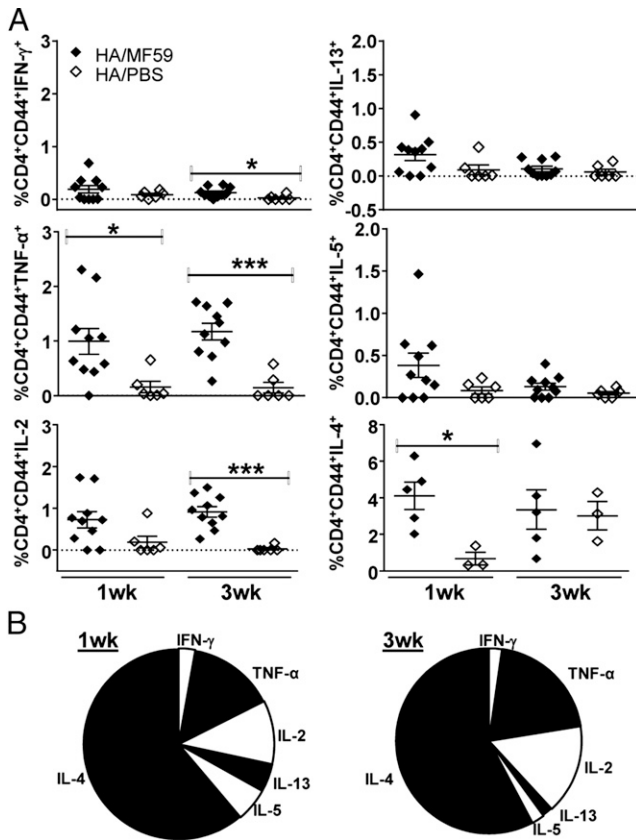 A
%CD4⁺CD44⁺IFN-γ⁺
3
2
1
0
◆ HA/MF59
◇ HA/PBS
*
%CD4⁺CD44⁺IL-13⁺
2.0
1.5
1.0
0.5
0.0
-0.5
%CD4⁺CD44⁺TNF-α⁺
3
2
1
0
*
***
%CD4⁺CD44⁺IL-5⁺
2.0
1.5
1.0
0.5
0.0
%CD4⁺CD44⁺IL-2
3
2
1
0
***
1wk
3wk
%CD4⁺CD44⁺IL-4⁺
8
6
4
2
0
*
1wk
3wk
B
1wk
IFN-γ
TNF-α
IL-2
IL-13
IL-5
IL-4
3wk
IFN-γ
TNF-α
IL-2
IL-13
IL-5
IL-4